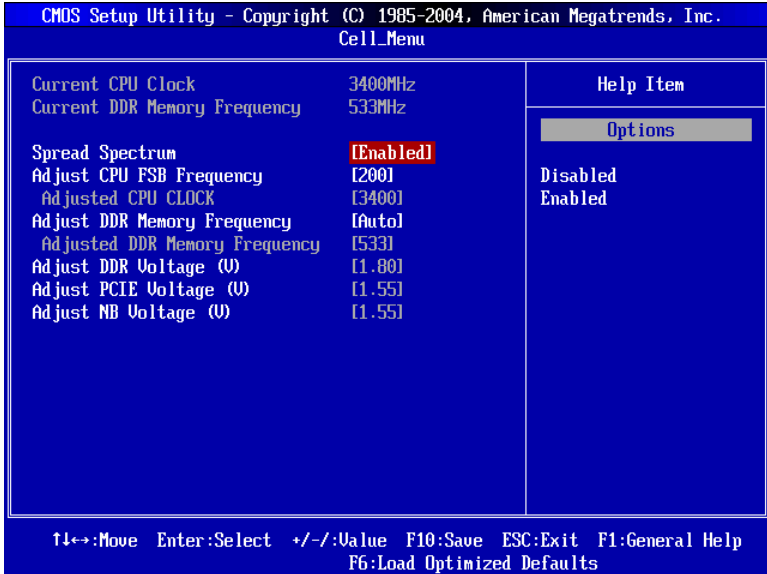 CMOS Setup Utility - Copyright (C) 1985-2004, American Megatrends, Inc.
Cell_Menu
Current CPU Clock 3400MHz
Current DDR Memory Frequency 533MHz
Spread Spectrum [Enabled]
Adjust CPU FSB Frequency [200]
Adjusted CPU CLOCK [3400]
Adjust DDR Memory Frequency [Auto]
Adjusted DDR Memory Frequency [533]
Adjust DDR Voltage (V) [1.80]
Adjust PCIE Voltage (V) [1.55]
Adjust NB Voltage (V) [1.55]
Help Item
Options
Disabled
Enabled
↑↓←→:Move Enter:Select +/-/:Value F10:Save ESC:Exit F1:General Help
F6:Load Optimized Defaults